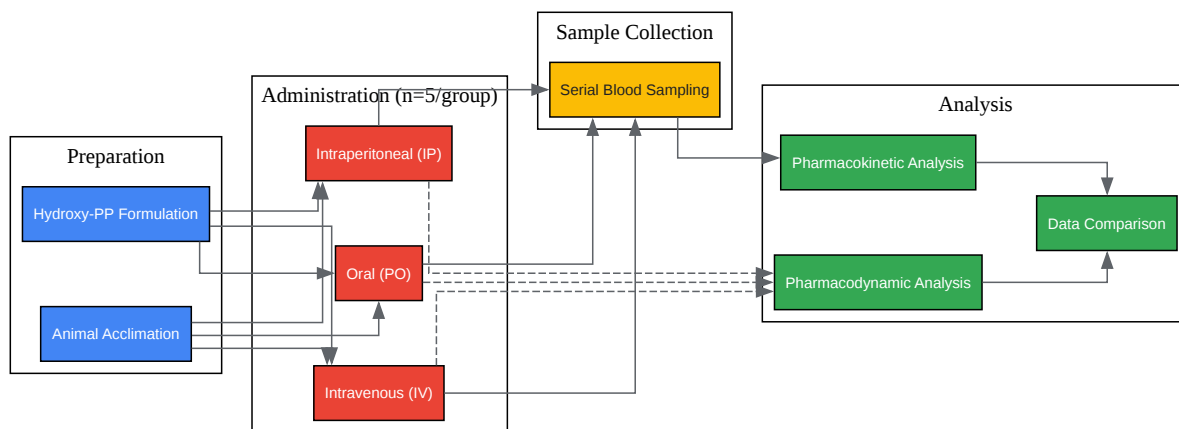 Preparation
Hydroxy-PP Formulation
Animal Acclimation
Administration (n=5/group)
Intraperitoneal (IP)
Oral (PO)
Intravenous (IV)
Sample Collection
Serial Blood Sampling
Analysis
Pharmacokinetic Analysis
Data Comparison
Pharmacodynamic Analysis